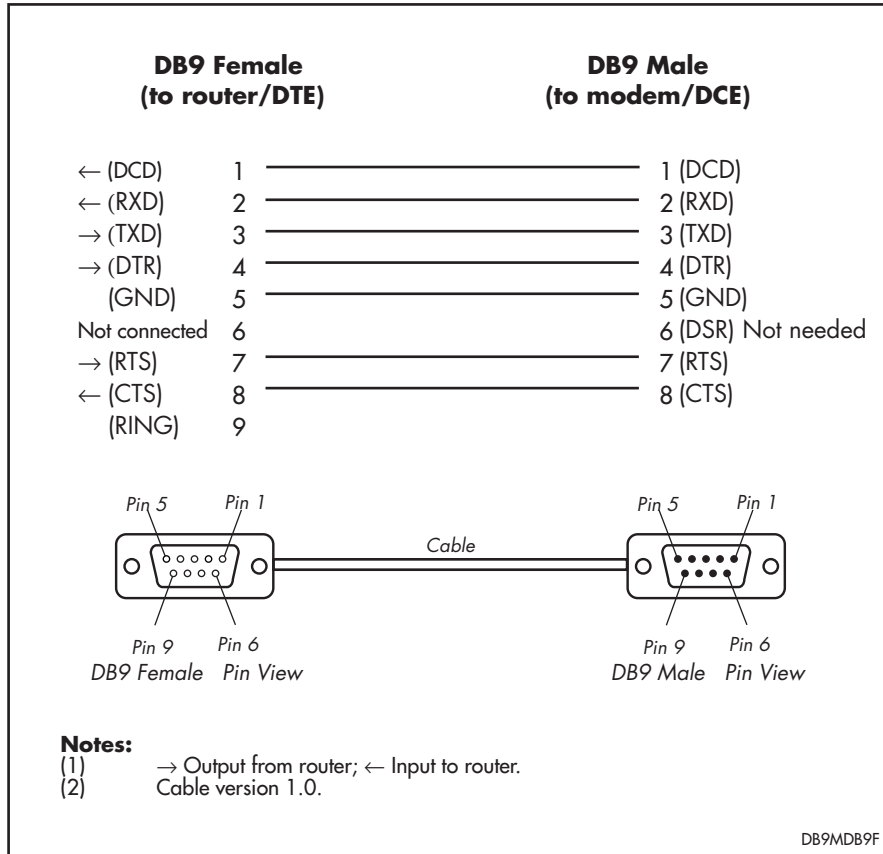 DB9 Female DB9 Male
(to router/DTE) (to modem/DCE)
← (DCD) 1 1 (DCD)
← (RXD) 2 2 (RXD)
→ (TXD) 3 3 (TXD)
→ (DTR) 4 4 (DTR)
(GND) 5 5 (GND)
Not connected 6 6 (DSR) Not needed
→ (RTS) 7 7 (RTS)
← (CTS) 8 8 (CTS)
(RING) 9
Pin 5 Pin 1 Pin 5 Pin 1
Cable
Pin 9 Pin 6 Pin 9 Pin 6
DB9 Female Pin View DB9 Male Pin View
Notes:
(1) → Output from router; ← Input to router.
(2) Cable version 1.0.
DB9MDB9F